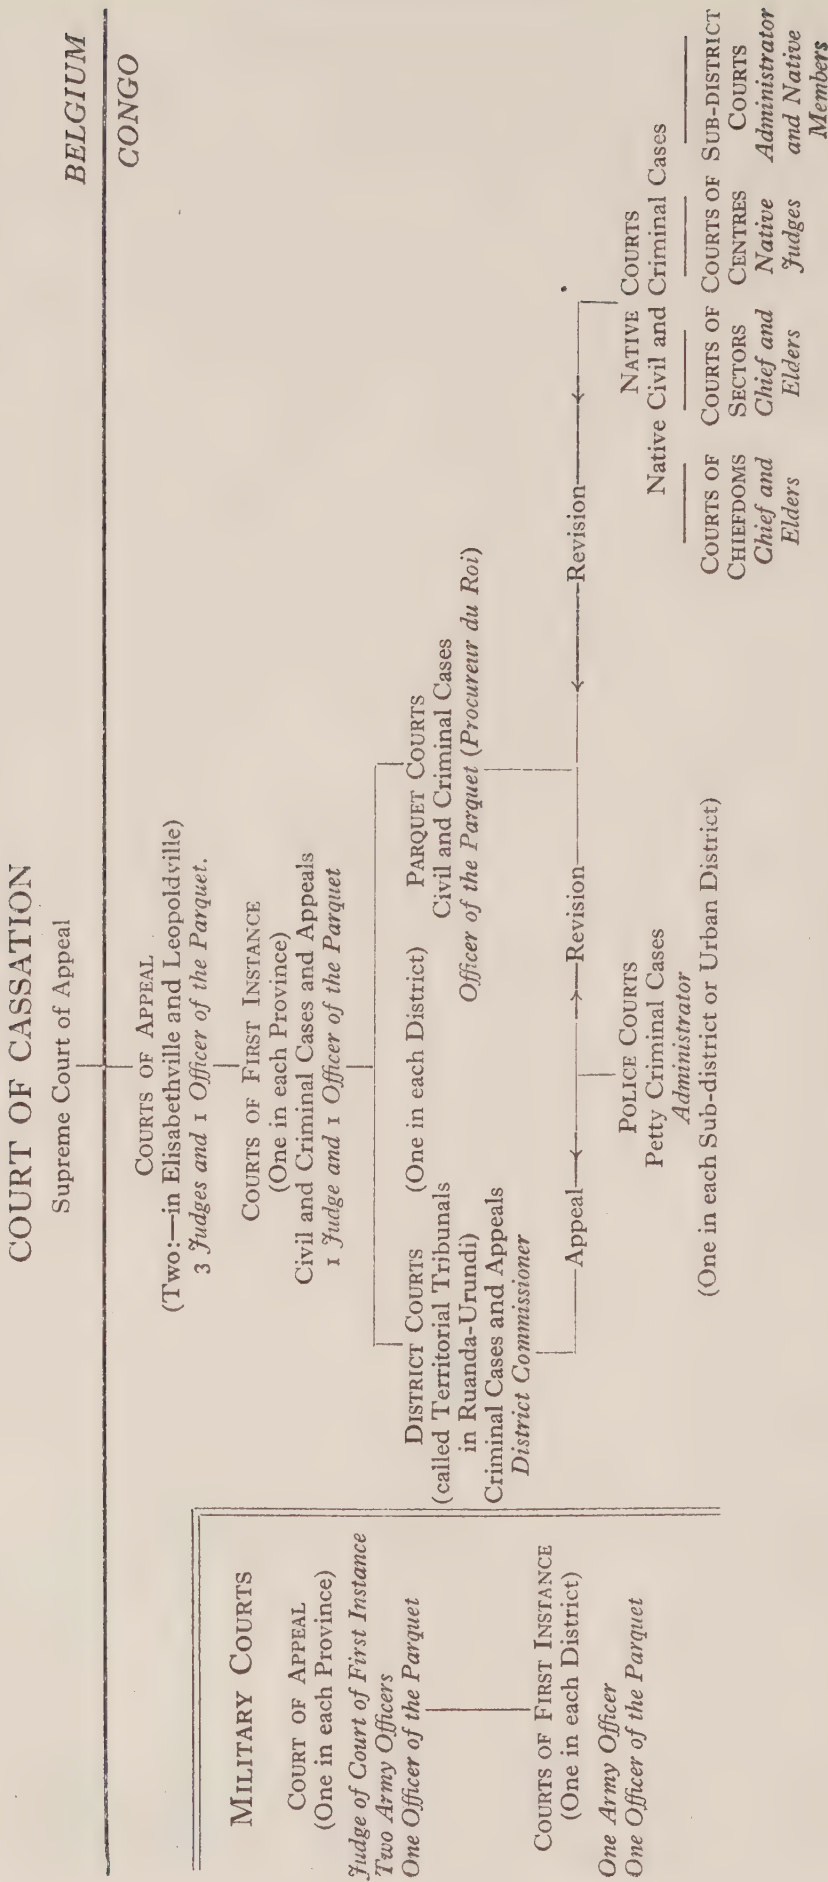 COURT OF CASSATION
Supreme Court of Appeal
BELGIUM
CONGO
MILITARY COURTS
COURT OF APPEAL
(One in each Province)
Judge of Court of First Instance
Two Army Officers
One Officer of the Parquet
COURTS OF FIRST INSTANCE
(One in each District)
One Army Officer
One Officer of the Parquet
COURTS OF APPEAL
(Two:—in Elisabethville and Leopoldville)
3 Judges and 1 Officer of the Parquet.
COURTS OF FIRST INSTANCE
(One in each Province)
Civil and Criminal Cases and Appeals
1 Judge and 1 Officer of the Parquet
DISTRICT COURTS (One in each District)
(called Territorial Tribunals
in Ruanda-Urundi)
Criminal Cases and Appeals
District Commissioner
PARQUET COURTS
Civil and Criminal Cases
Officer of the Parquet (Procureur du Roi)
Appeal
Revision
Revision
POLICE COURTS
Petty Criminal Cases
Administrator
(One in each Sub-district or Urban District)
NATIVE COURTS
Native Civil and Criminal Cases
COURTS OF
CHIEFDOMS
Chief and
Elders
COURTS OF
SECTORS
Chief and
Elders
COURTS OF
CENTRES
Native
Judges
SUB-DISTRICT
COURTS
Administrator
and Native
Members